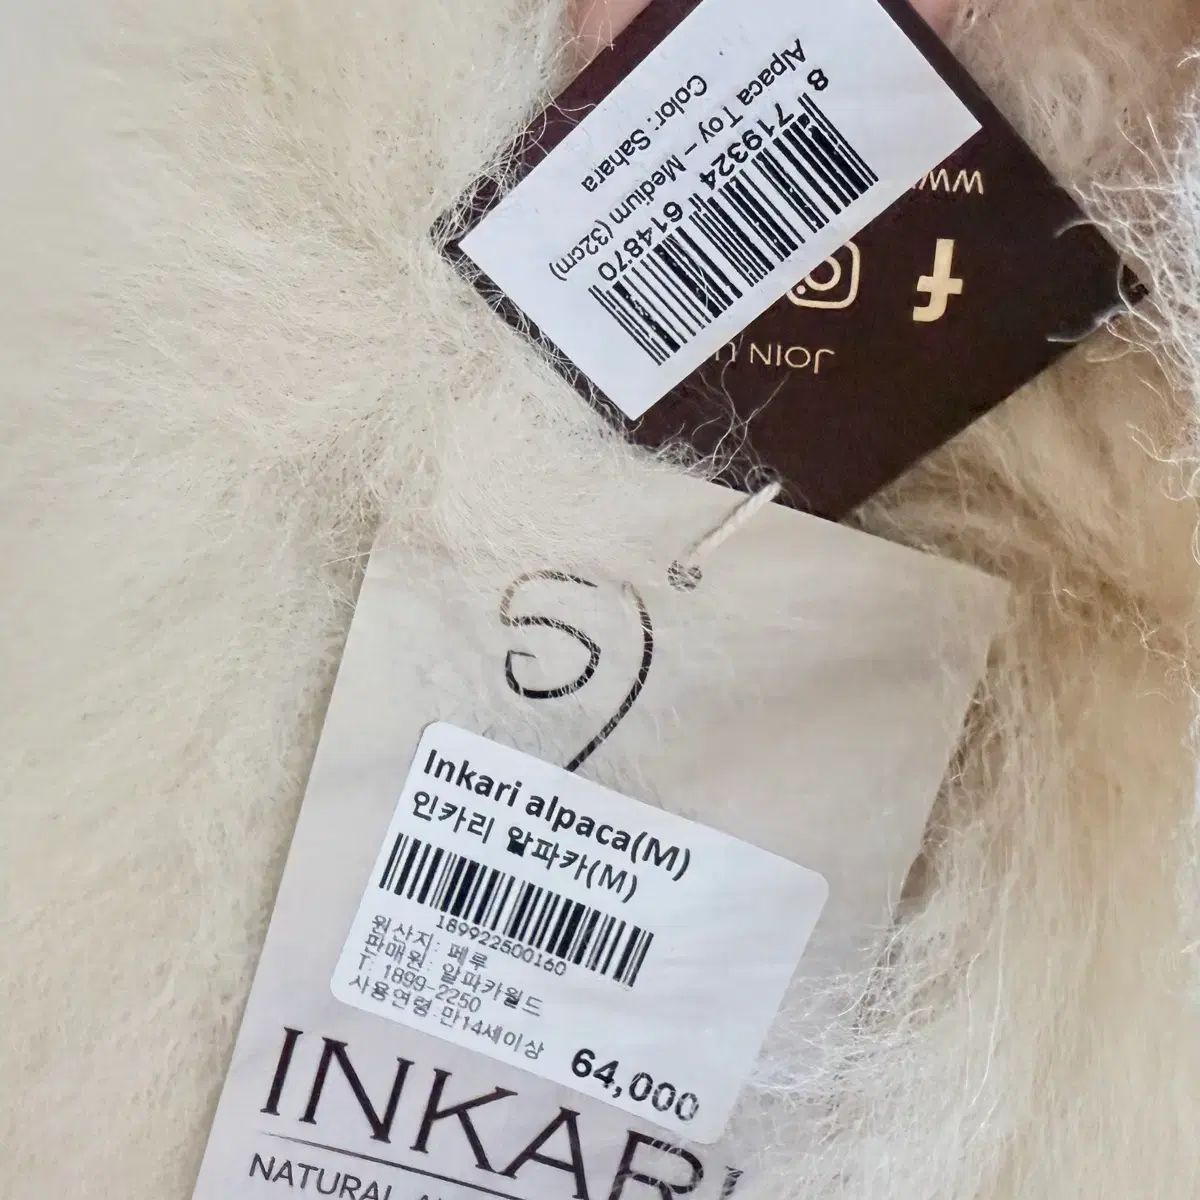 Alpaca Toy – Medium (32cm)
Color: Sahara
8 719324 614870
JOIN
Inkari alpaca(M)
인카리 알파카(M)
189922500160
원산지: 페루
판매원: 알파카월드
T: 1899-2250
사용연령:만14세이상
64,000
INKARI
NATURAL